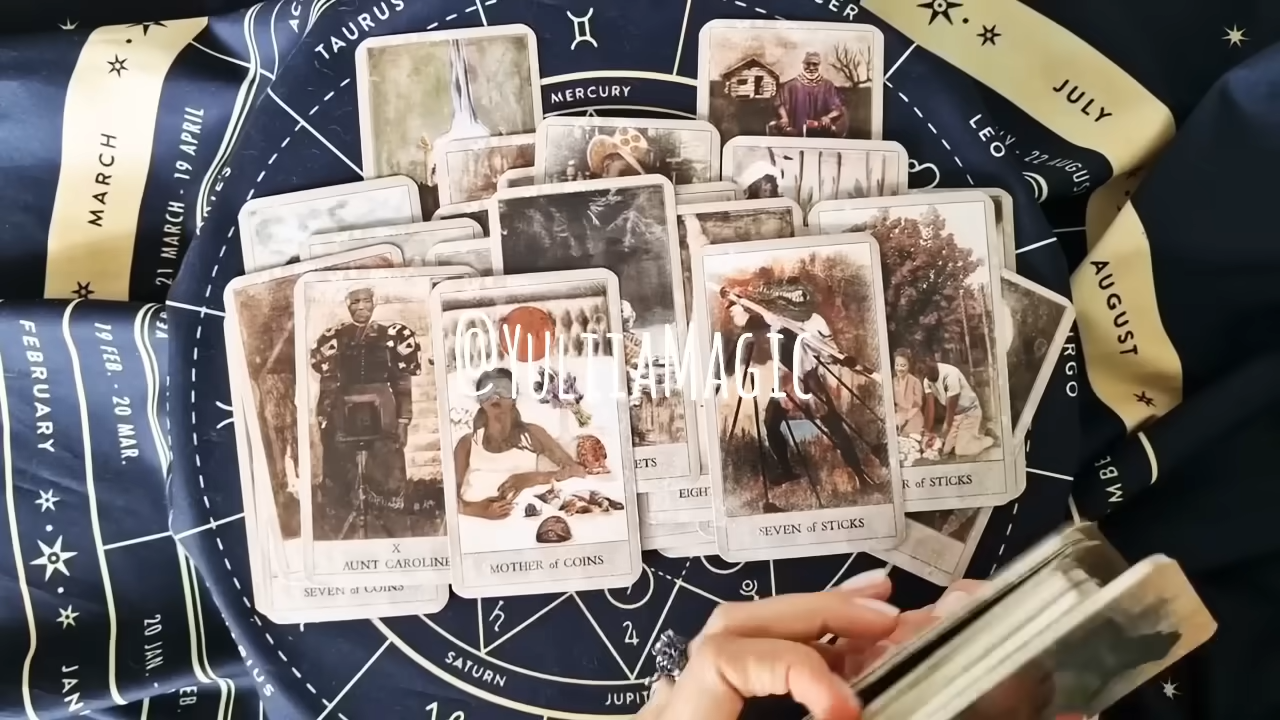 TAURUS
MERCURY
JULY
LEO
22 AUGUS
MARCH
21 MARCH · 19 APRIL
AUGUST
FEBRUARY
19 FEB. · 20 MAR.
@YULIIAMAGIC
ETS
EIGHT
R of STICKS
SEVEN of STICKS
X
AUNT CAROLINE
SEVEN of COINS
MOTHER of COINS
SATURN
JUPIT
20 JAN.
JAN